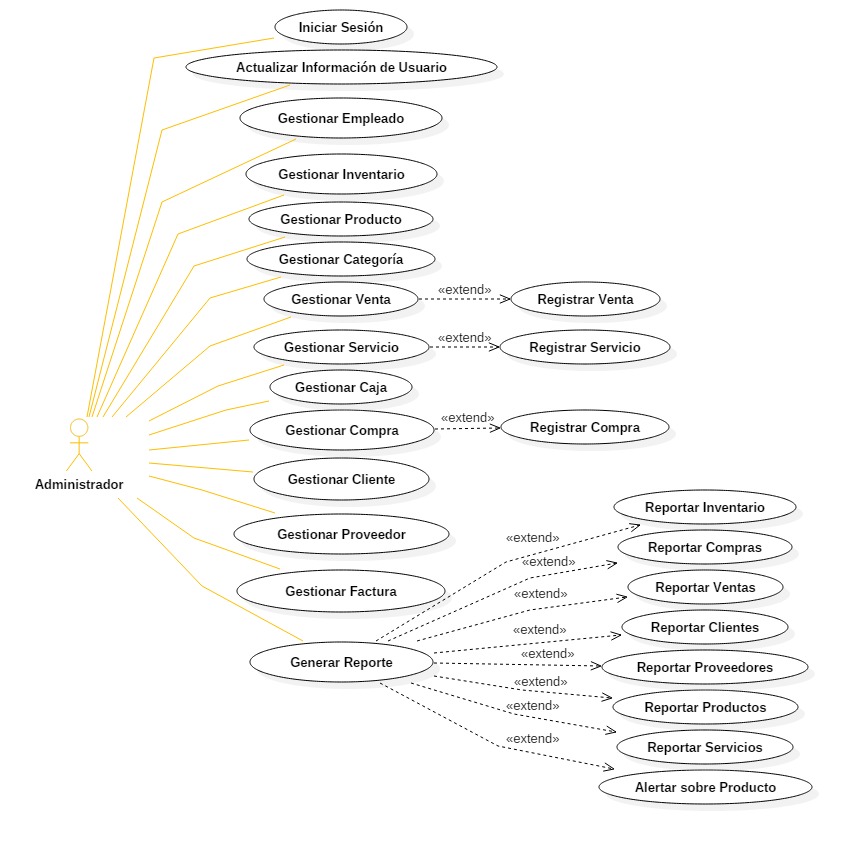 Iniciar Sesión
Actualizar Información de Usuario
Gestionar Empleado
Gestionar Inventario
Gestionar Producto
Gestionar Categoría
Gestionar Venta
«extend»
Registrar Venta
Gestionar Servicio
«extend»
Registrar Servicio
Gestionar Caja
Gestionar Compra
«extend»
Registrar Compra
Gestionar Cliente
Administrador
Gestionar Proveedor
Gestionar Factura
Generar Reporte
«extend»
Reportar Inventario
«extend»
Reportar Compras
«extend»
Reportar Ventas
«extend»
Reportar Clientes
«extend»
Reportar Proveedores
«extend»
Reportar Productos
«extend»
Reportar Servicios
«extend»
Alertar sobre Producto